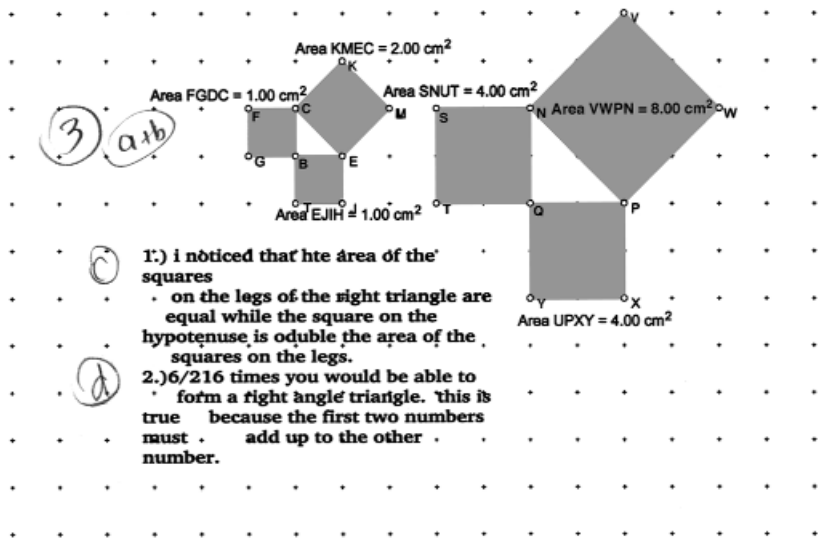 V
Area KMEC = 2.00 cm²
K
Area FGDC = 1.00 cm²
Area SNUT = 4.00 cm²
F
C
M
S
N
Area VWPN = 8.00 cm²
W
3
a+b
G
B
E
T
Q
P
Area EJIH = 1.00 cm²
c
1.) i noticed that hte area of the
squares
on the legs of the right triangle are
equal while the square on the
hypotenuse is oduble the area of the
squares on the legs.
Y
X
Area UPXY = 4.00 cm²
d
2.)6/216 times you would be able to
form a right angle triangle. this is
true because the first two numbers
must add up to the other
number.